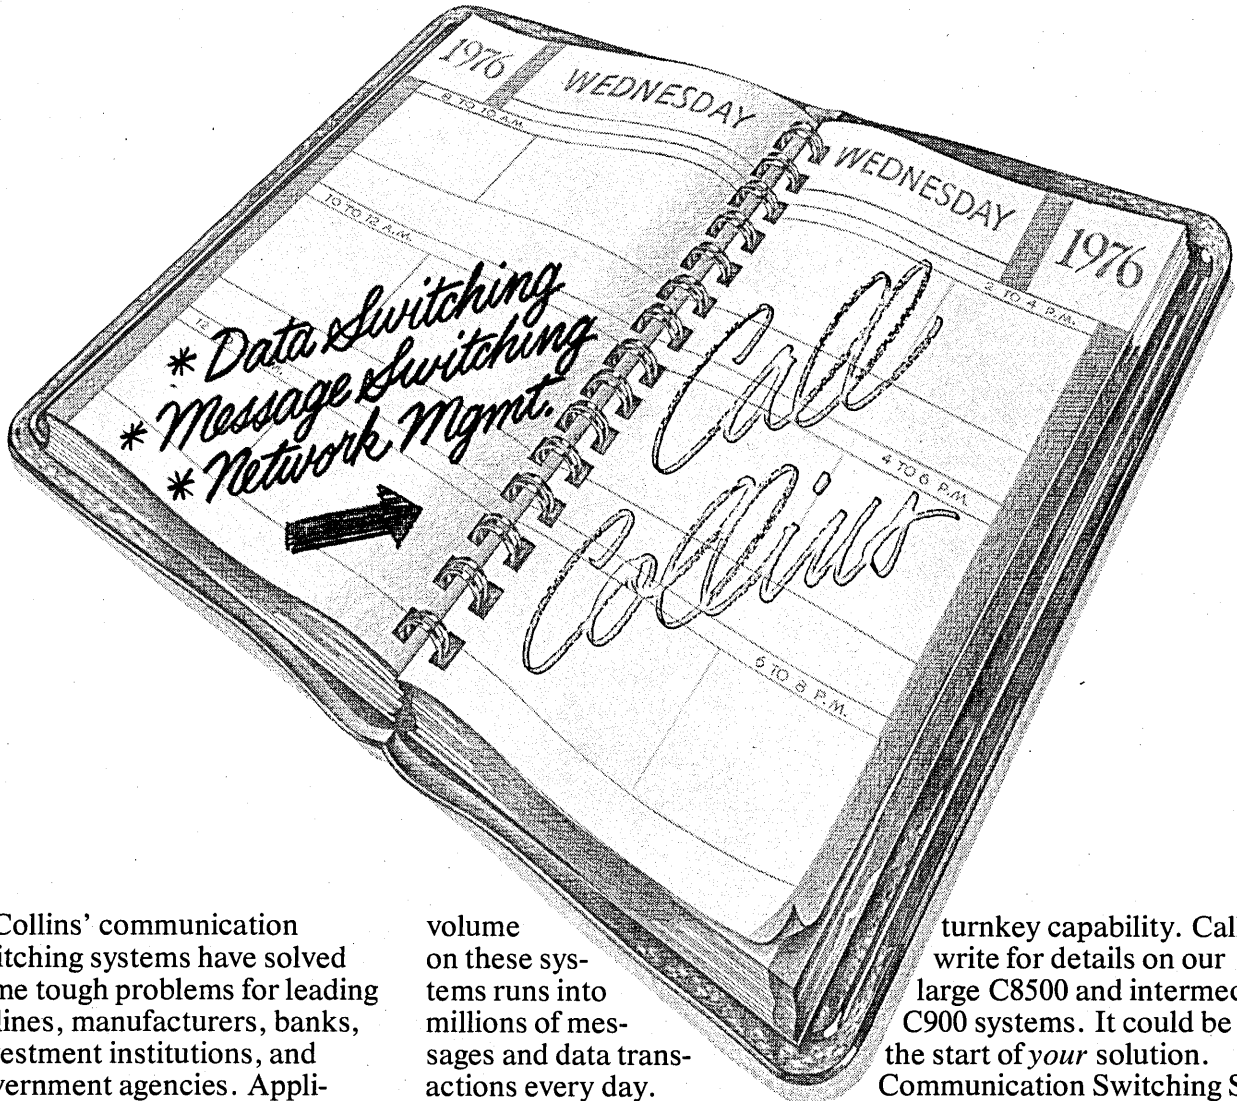 1976
WEDNESDAY
8 TO 10 A.M.
10 TO 12 A.M.
12
* Data Switching
* Message Switching
* Network Mgmt.
WEDNESDAY
1976
2 TO 4 P.M.
Call
4 TO 6 P.M.
Collins
6 TO 8 P.M.
Collins' communication
itching systems have solved
me tough problems for leading
lines, manufacturers, banks,
estment institutions, and
vernment agencies. Appli-
volume
on these sys-
tems runs into
millions of mes-
sages and data trans-
actions every day.
turnkey capability. Cal
write for details on our
large C8500 and intermed
C900 systems. It could be
the start of your solution.
Communication Switching S